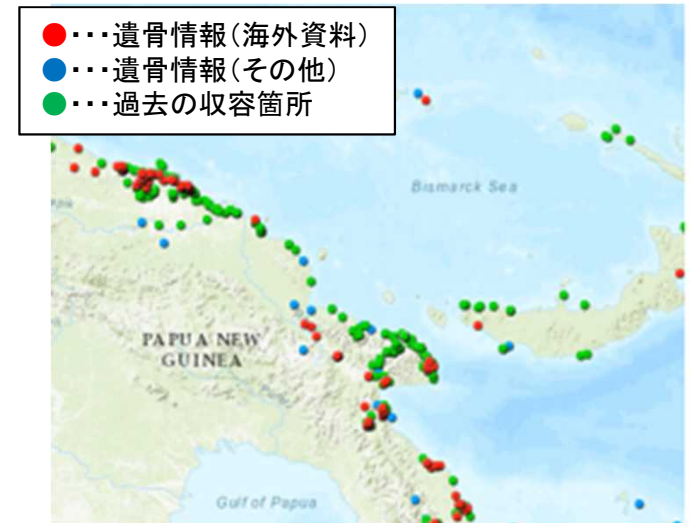 ●･･･遺骨情報（海外資料）
●･･･遺骨情報（その他）
●･･･過去の収容箇所
Bismarck Sea
PAPUA NEW
GUINEA
Gulf of Papua